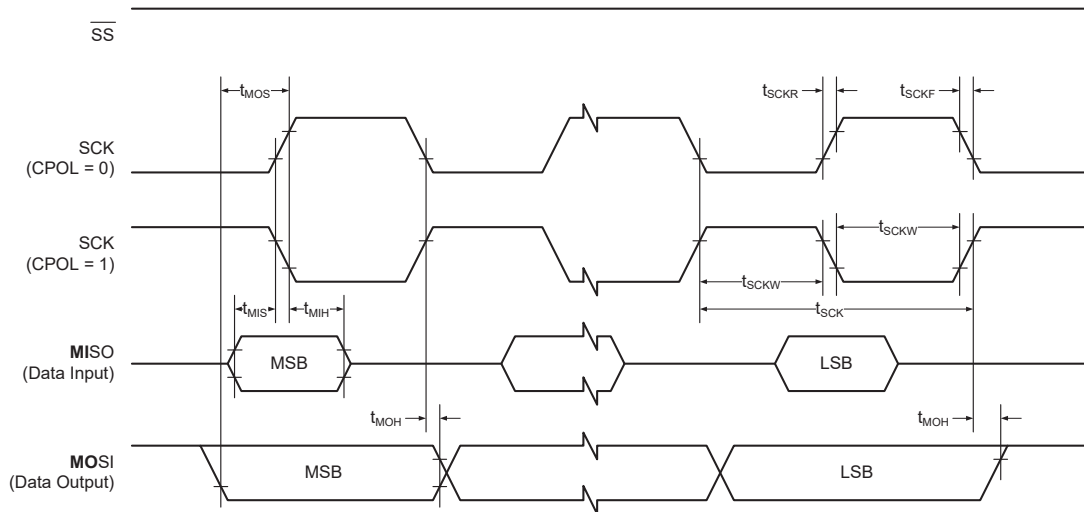 SS
tMOS
tSCKR
tSCKF
SCK
(CPOL = 0)
SCK
(CPOL = 1)
tSCKW
tSCKW
tSCK
tMIS
tMIH
MISO
(Data Input)
MSB
LSB
tMOH
tMOH
MOSI
(Data Output)
MSB
LSB